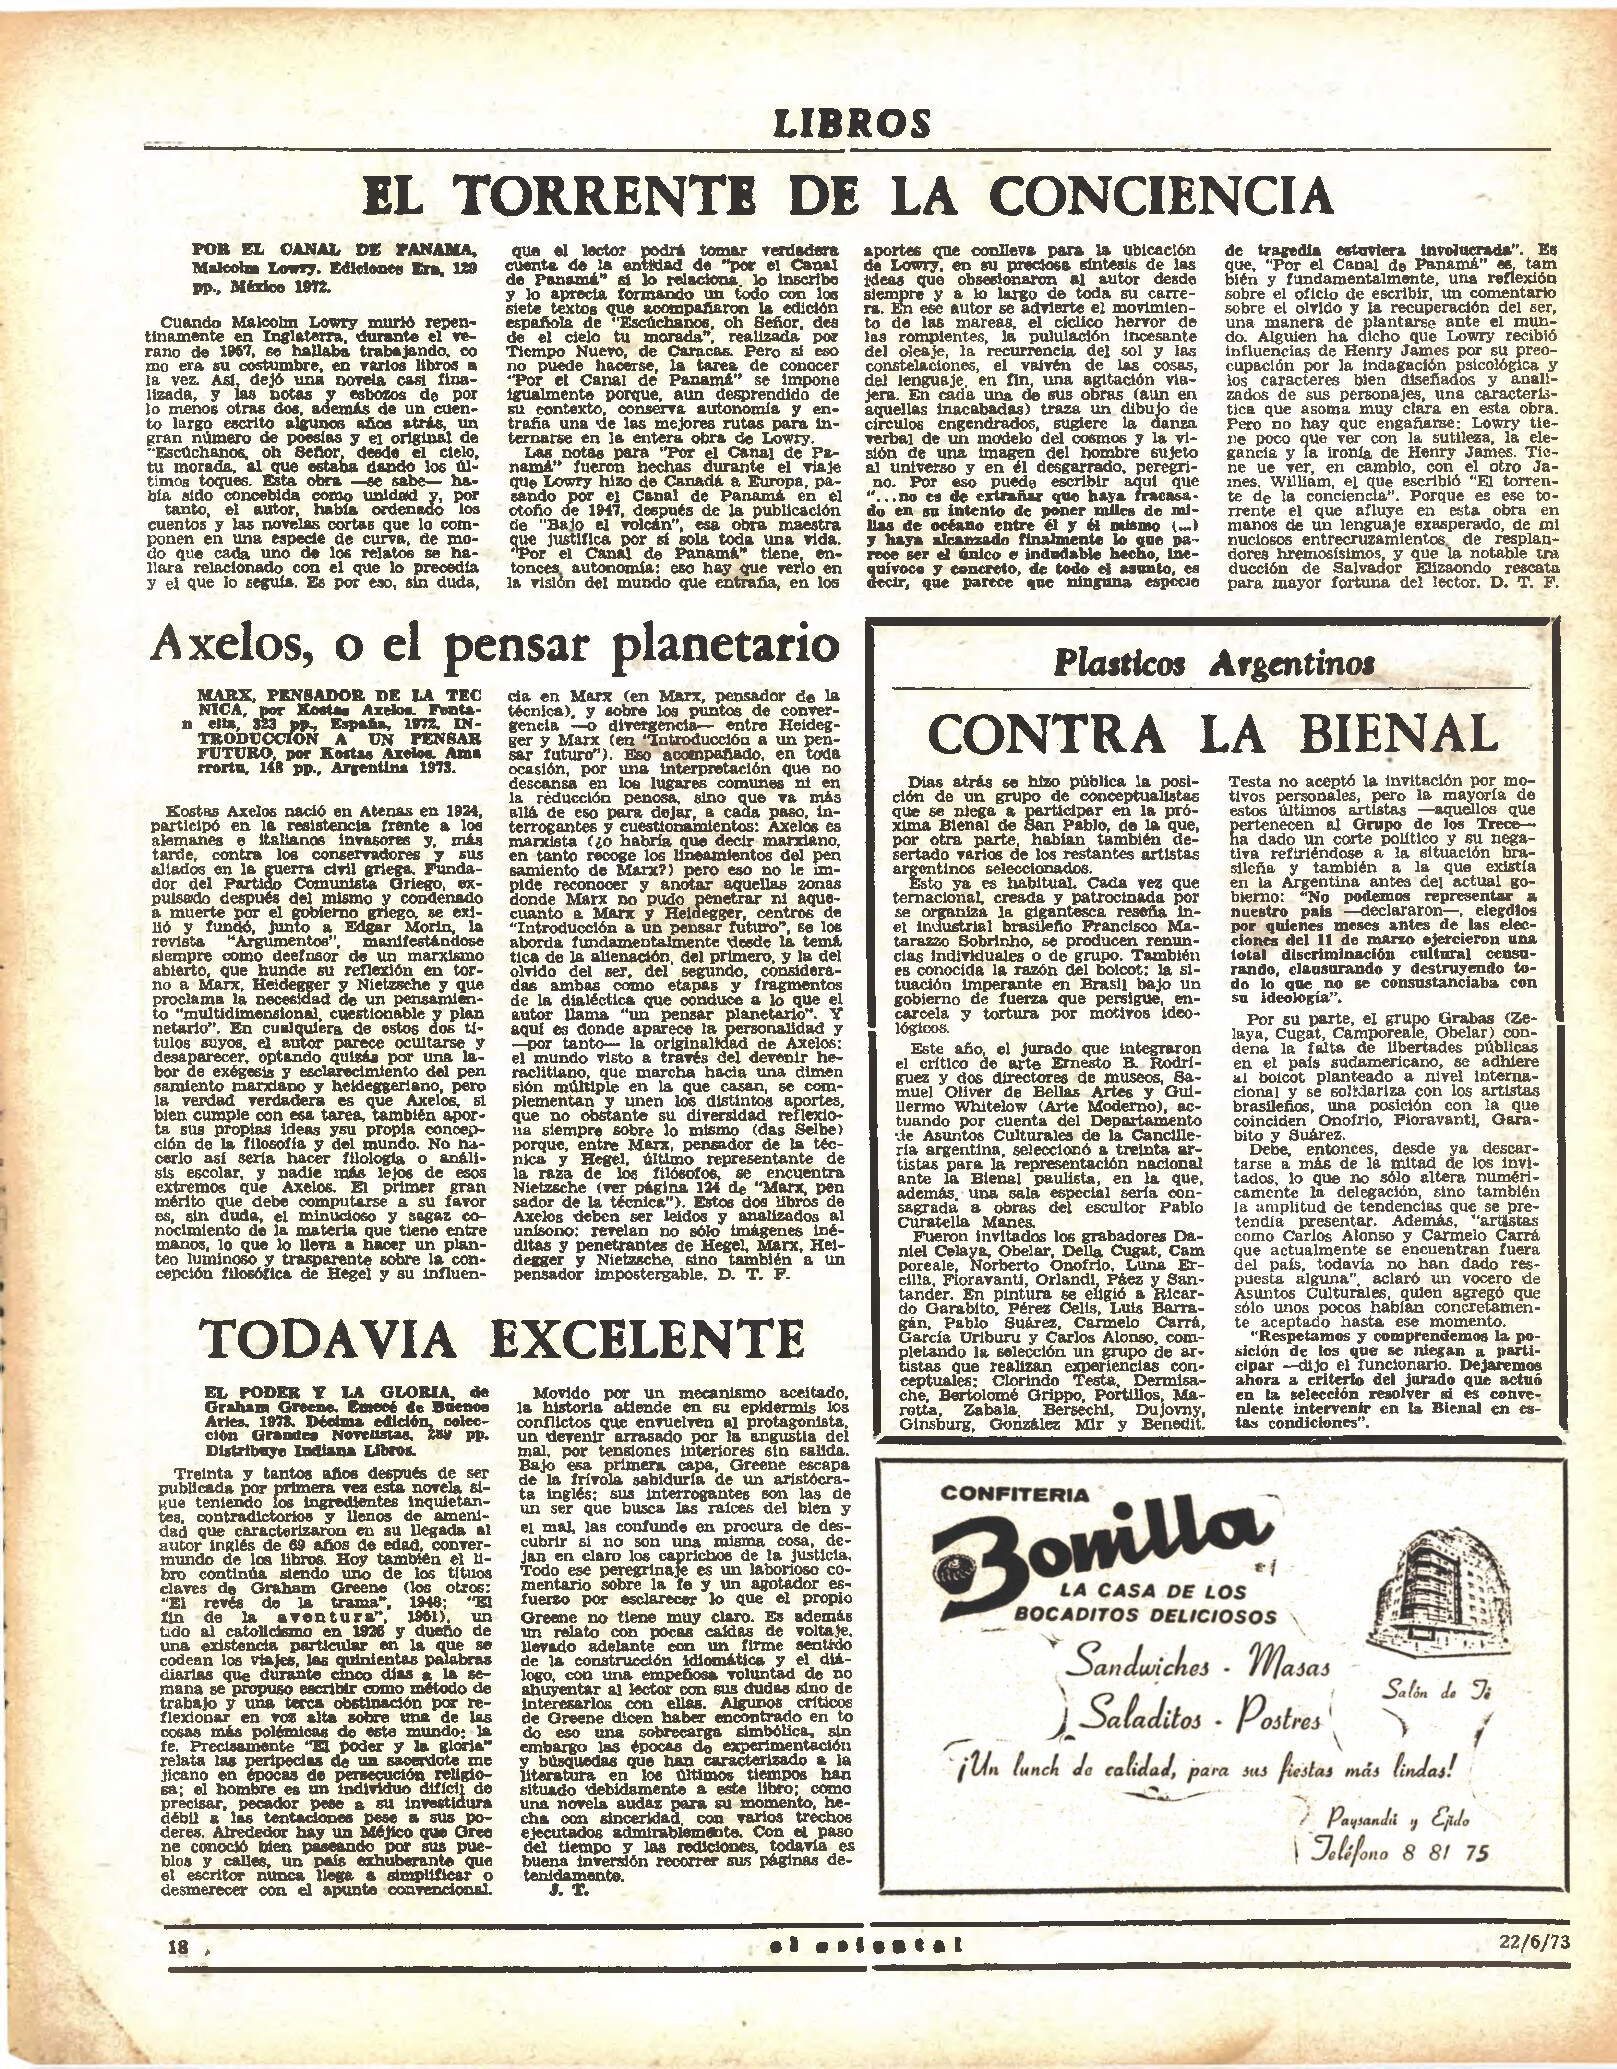 LIBROS
EL TORRENTE DE LA CONCIENCIA
POR EL CANAL DE PANAMA,
Malcolm Lowry. Ediciones Era, 129
pp., México 1972.
Cuando Malcolm Lowry murió repen-
tinamente en Inglaterra, durante el ve-
rano de 1957, se hallaba trabajando, co
mo era su costumbre, en varios libros a
la vez. Así, dejó una novela casi fina-
lizada, y las notas y esbozos de por
lo menos otras dos, además de un cuen-
to largo escrito algunos años atrás, un
gran número de poesías y el original de
"Escúchanos, oh Señor, desde el cielo,
tu morada, al que estaba dando los úl-
timos toques. Esta obra —se sabe— ha-
bía sido concebida como unidad y, por
tanto, el autor, había ordenado los
cuentos y las novelas cortas que lo com-
ponen en una especie de curva, de mo-
do que cada uno de los relatos se ha-
llara relacionado con el que lo precedía
y el que lo seguía. Es por eso, sin duda,
que el lector podrá tomar verdadera
cuenta de la entidad de "por el Canal
de Panamá" si lo relaciona, lo inscribe
y lo aprecia formando un todo con los
siete textos que acompañaron la edición
española de "Escúchanos, oh Señor, des
de el cielo tu morada", realizada por
Tiempo Nuevo, de Caracas. Pero si eso
no puede hacerse, la tarea de conocer
"Por el Canal de Panamá" se impone
igualmente porque, aun desprendido de
su contexto, conserva autonomía y en-
traña una de las mejores rutas para in-
ternarse en la entera obra de Lowry.
Las notas para "Por el Canal de Pa-
namá" fueron hechas durante el viaje
que Lowry hizo de Canadá a Europa, pa-
sando por el Canal de Panamá en el
otoño de 1947, después de la publicación
de "Bajo el volcán", esa obra maestra
que justifica por sí sola toda una vida.
"Por el Canal de Panamá" tiene, en-
tonces, autonomía: eso hay que verlo en
la visión del mundo que entraña, en los
aportes que conlleva para la ubicación
de Lowry, en su preciosa síntesis de las
ideas que obsesionaron al autor desde
siempre y a lo largo de toda su carre-
ra. En ese autor se advierte el movimien-
to de las mareas, el cíclico hervor de
las rompientes, la pululación incesante
del oleaje, la recurrencia del sol y las
constelaciones, el vaivén de las cosas,
del lenguaje, en fin, una agitación via-
jera. En cada una de sus obras (aun en
aquellas inacabadas) traza un dibujo de
círculos engendrados, sugiere la danza
verbal de un modelo del cosmos y la vi-
sión de una imagen del hombre sujeto
al universo y en él desgarrado, peregri-
no. Por eso puede escribir aquí que
"...no es de extrañar que haya fracasa-
do en su intento de poner miles de mi-
llas de océano entre él y él mismo (...)
y haya alcanzado finalmente lo que pa-
rece ser el único e indudable hecho, ine-
quívoco y concreto, de todo el asunto, es
decir, que parece que ninguna especie
de tragedia estuviera involucrada". Es
que, "Por el Canal de Panamá" es, tam
bién y fundamentalmente, una reflexión
sobre el oficio de escribir, un comentario
sobre el olvido y la recuperación del ser,
una manera de plantarse ante el mun-
do. Alguien ha dicho que Lowry recibió
influencias de Henry James por su preo-
cupación por la indagación psicológica y
los caracteres bien diseñados y anali-
zados de sus personajes, una caracterís-
tica que asoma muy clara en esta obra.
Pero no hay que engañarse: Lowry tie-
ne poco que ver con la sutileza, la ele-
gancia y la ironía de Henry James. Tie-
ne ue ver, en cambio, con el otro Ja-
mes, William, el que escribió "El torren-
te de la conciencia". Porque es ese to-
rrente el que afluye en esta obra en
manos de un lenguaje exasperado, de mi
nuciosos entrecruzamientos, de resplan-
dores hremosísimos, y que la notable tra
ducción de Salvador Elizaondo rescata
para mayor fortuna del lector. D. T. F.
Axelos, o el pensar planetario
MARX, PENSADOR DE LA TEC
NICA, por Kostas Axelos. Fonta-
n ella, 323 pp., España, 1972. IN-
TRODUCCION A UN PENSAR
FUTURO, por Kostas Axelos. Ama
rrortu, 148 pp., Argentina 1973.
Kostas Axelos nació en Atenas en 1924,
participó en la resistencia frente a los
alemanes e italianos invasores y, más
tarde, contra los conservadores y sus
aliados en la guerra civil griega. Funda-
dor del Partido Comunista Griego, ex-
pulsado después del mismo y condenado
a muerte por el gobierno griego, se exi-
lió y fundó, junto a Edgar Morin, la
revista "Argumentos", manifestándose
siempre como deefnsor de un marxismo
abierto, que hunde su reflexión en tor-
no a Marx, Heidegger y Nietzsche y que
proclama la necesidad de un pensamien-
to "multidimensional, cuestionable y plan
netario". En cualquiera de estos dos tí-
tulos suyos, el autor parece ocultarse y
desaparecer, optando quizás por una la-
bor de exégesis y esclarecimiento del pen
samiento marxiano y heideggeriano, pero
la verdad verdadera es que Axelos, si
bien cumple con esa tarea, también apor-
ta sus propias ideas ysu propia concep-
ción de la filosofía y del mundo. No ha-
cerlo así sería hacer filología o análi-
sis escolar, y nadie más lejos de esos
extremos que Axelos. El primer gran
mérito que debe computarse a su favor
es, sin duda, el minucioso y sagaz co-
nocimiento de la materia que tiene entre
manos, lo que lo lleva a hacer un plan-
teo luminoso y trasparente sobre la con-
cepción filosófica de Hegel y su influen-
cia en Marx (en Marx, pensador de la
técnica), y sobre los puntos de conver-
gencia —o divergencia— entre Heideg-
ger y Marx (en "Introducción a un pen-
sar futuro"). Eso acompañado, en toda
ocasión, por una interpretación que no
descansa en los lugares comunes ni en
la reducción penosa, sino que va más
allá de eso para dejar, a cada paso, in-
terrogantes y cuestionamientos: Axelos es
marxista (¿o habría que decir marxiano,
en tanto recoge los lineamientos del pen
samiento de Marx?) pero eso no le im-
pide reconocer y anotar aquellas zonas
donde Marx no pudo penetrar ni aque-
cuanto a Marx y Heidegger, centros de
"Introducción a un pensar futuro", se los
aborda fundamentalmente desde la temá
tica de la alienación, del primero, y la del
olvido del ser, del segundo, considera-
das ambas como etapas y fragmentos
de la dialéctica que conduce a lo que el
autor llama "un pensar planetario". Y
aquí es donde aparece la personalidad y
—por tanto— la originalidad de Axelos:
el mundo visto a través del devenir he-
raclitiano, que marcha hacia una dimen
sión múltiple en la que casan, se com-
plementan y unen los distintos aportes,
que no obstante su diversidad reflexio-
na siempre sobre lo mismo (das Selbe)
porque, entre Marx, pensador de la téc-
nica y Hegel, último representante de
la raza de los filósofos, se encuentra
Nietzsche (ver página 124 de "Marx, pen
sador de la técnica"). Estos dos libros de
Axelos deben ser leídos y analizados al
unísono: revelan no sólo imágenes iné-
ditas y penetrantes de Hegel, Marx, Hei-
degger y Nietzsche, sino también a un
pensador impostergable. D. T. F.
TODAVIA EXCELENTE
EL PODER Y LA GLORIA, de
Graham Greene. Emecé de Buenos
Aries. 1973. Décima edición, colec-
ción Grandes Novelistas, 289 pp.
Distribuye Indiana Libros.
Treinta y tantos años después de ser
publicada por primera vez esta novela si-
gue teniendo los ingredientes inquietan-
tes, contradictorios y llenos de ameni-
dad que caracterizaron en su llegada al
autor inglés de 69 años de edad, conver-
mundo de los libros. Hoy también el li-
bro continúa siendo uno de los títuos
claves de Graham Greene (los otros:
"El revés de la trama", 1948; "El
fin de la aventura", 1951), un
tido al catolicismo en 1926 y dueño de
una existencia particular en la que se
codean los viajes, las quinientas palabras
diarias que durante cinco días a la se-
mana se propuso escribir como método de
trabajo y una terca obstinación por re-
flexionar en voz alta sobre una de las
cosas más polémicas de este mundo: la
fe. Precisamente "El poder y la gloria"
relata las peripecias de un sacerdote me
jicano en épocas de persecución religio-
sa; el hombre es un individuo difícil de
precisar, pecador pese a su investidura
débil a las tentaciones pese a sus po-
deres. Alrededor hay un Méjico que Gree
ne conoció bien paseando por sus pue-
blos y calles, un país exhuberante que
el escritor nunca llega a simplificar o
desmerecer con el apunte convencional.
Movido por un mecanismo aceitado,
la historia atiende en su epidermis los
conflictos que envuelven al protagonista,
un devenir arrasado por la angustia del
mal, por tensiones interiores sin salida.
Bajo esa primera capa, Greene escapa
de la frívola sabiduría de un aristócra-
ta inglés; sus interrogantes son las de
un ser que busca las raíces del bien y
el mal, las confunde en procura de des-
cubrir si no son una misma cosa, de-
jan en claro los caprichos de la justicia.
Todo ese peregrinaje es un laborioso co-
mentario sobre la fe y un agotador es-
fuerzo por esclarecer lo que el propio
Greene no tiene muy claro. Es además
un relato con pocas caídas de voltaje,
llevado adelante con un firme sentido
de la construcción idiomática y el diá-
logo, con una empeñosa voluntad de no
ahuyentar al lector con sus dudas sino de
interesarlos con ellas. Algunos críticos
de Greene dicen haber encontrado en to
do eso una sobrecarga simbólica, sin
embargo las épocas de experimentación
y búsquedas que han caracterizado a la
literatura en los últimos tiempos han
situado debidamente a este libro; como
una novela audaz para su momento, he-
cha con sinceridad, con varios trechos
ejecutados admirablemente. Con el paso
del tiempo y las rediciones, todavía es
buena inversión recorrer sus páginas de-
tenidamente.
J. T.
Plasticos Argentinos
CONTRA LA BIENAL
Días atrás se hizo pública la posi-
ción de un grupo de conceptualistas
que se niega a participar en la pró-
xima Bienal de San Pablo, de la que,
por otra parte, habían también de-
sertado varios de los restantes artistas
argentinos seleccionados.
Esto ya es habitual. Cada vez que
ternacional, creada y patrocinada por
se organiza la gigantesca reseña in-
el industrial brasileño Francisco Ma-
tarazzo Sobrinho, se producen renun-
cias individuales o de grupo. También
es conocida la razón del boicot: la si-
tuación imperante en Brasil bajo un
gobierno de fuerza que persigue, en-
carcela y tortura por motivos ideo-
lógicos.
Este año, el jurado que integraron
el crítico de arte Ernesto B. Rodrí-
guez y dos directores de museos, Sa-
muel Oliver de Bellas Artes y Gui-
llermo Whitelow (Arte Moderno), ac-
tuando por cuenta del Departamento
de Asuntos Culturales de la Cancille-
ría argentina, seleccionó a treinta ar-
tistas para la representación nacional
ante la Bienal paulista, en la que,
además, una sala especial sería con-
sagrada a obras del escultor Pablo
Curatella Manes.
Fueron invitados los grabadores Da-
niel Celaya, Obelar, Della Cugat, Cam
poreale, Norberto Onofrio, Luna Er-
cilla, Fioravanti, Orlandi, Páez y San-
tander. En pintura se eligió a Ricar-
do Garabito, Pérez Celis, Luis Barra-
gán, Pablo Suárez, Carmelo Carrá,
García Uriburu y Carlos Alonso, com-
pletando la selección un grupo de ar-
tistas que realizan experiencias con-
ceptuales: Clorindo Testa, Dermisa-
che, Bertolomé Grippo, Portillos, Ma-
rotta, Zabala, Bersechi, Dujovny,
Ginsburg, González Mir y Benedit.
Testa no aceptó la invitación por mo-
tivos personales, pero la mayoría de
estos últimos artistas —aquellos que
pertenecen al Grupo de los Trece—
ha dado un corte político y su nega-
tiva refiriéndose a la situación bra-
sileña y también a la que existía
en la Argentina antes del actual go-
bierno: "No podemos representar a
nuestro país —declararon—, elegdios
por quienes meses antes de las elec-
ciones del 11 de marzo ejercieron una
total discriminación cultural censu-
rando, clausurando y destruyendo to-
do lo que no se consustanciaba con
su ideología".
Por su parte, el grupo Grabas (Ze-
laya, Cugat, Camporeale, Obelar) con-
dena la falta de libertades públicas
en el país sudamericano, se adhiere
al boicot planteado a nivel interna-
cional y se solidariza con los artistas
brasileños, una posición con la que
coinciden Onofrio, Fioravanti, Gara-
bito y Suárez.
Debe, entonces, desde ya descar-
tarse a más de la mitad de los invi-
tados, lo que no sólo altera numéri-
camente la delegación, sino también
la amplitud de tendencias que se pre-
tendía presentar. Además, "artistas
como Carlos Alonso y Carmelo Carrá
que actualmente se encuentran fuera
del país, todavía no han dado res-
puesta alguna", aclaró un vocero de
Asuntos Culturales, quien agregó que
sólo unos pocos habían concretamen-
te aceptado hasta ese momento.
"Respetamos y comprendemos la po-
sición de los que se niegan a parti-
cipar —dijo el funcionario. Dejaremos
ahora a criterio del jurado que actuó
en la selección resolver si es conve-
niente intervenir en la Bienal en es-
tas condiciones".
CONFITERIA
Bonilla
LA CASA DE LOS
BOCADITOS DELICIOSOS
Sandwiches - Masas
Saladitos - Postres
Salón de Té
¡Un lunch de calidad, para sus fiestas más lindas!
Paysandú y Ejido
Teléfono 8 81 75
18
el oriental
22/6/73